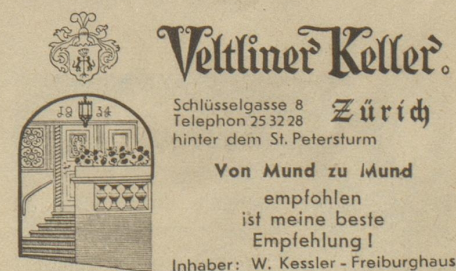 Veltliner Keller.
Schlüsselgasse 8 Zürich
Telephon 25 32 28
hinter dem St. Petersturm
19 34
Von Mund zu Mund
empfohlen
ist meine beste
Empfehlung!
Inhaber: W. Kessler - Freiburghaus